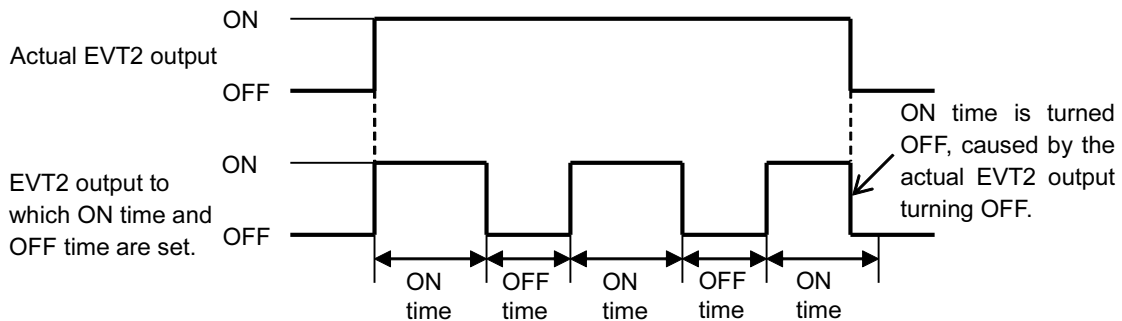 ON
Actual EVT2 output
OFF
ON time is turned
OFF, caused by the
actual EVT2 output
turning OFF.
ON
EVT2 output to
which ON time and
OFF time are set.
OFF
ON
time
OFF
time
ON
time
OFF
time
ON
time